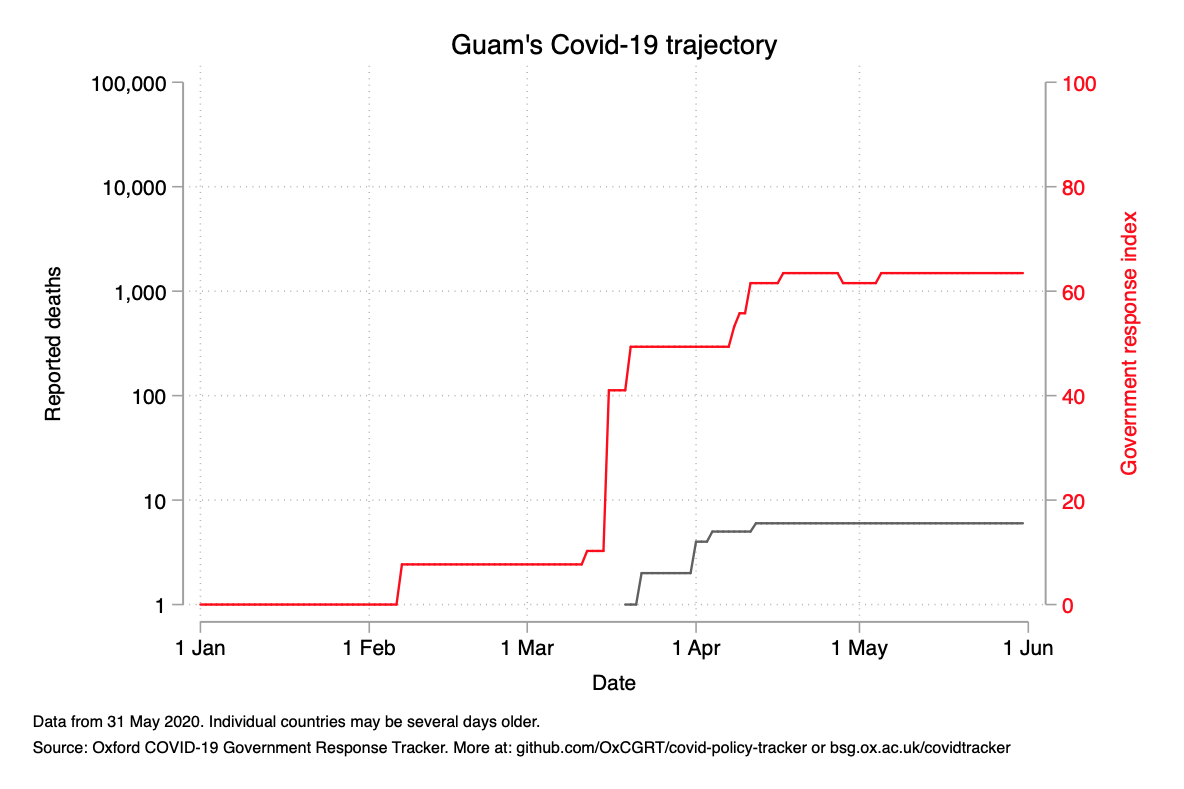 Guam's Covid-19 trajectory
100,000
10,000
1,000
100
10
1
Reported deaths
100
80
60
40
20
0
Government response index
1 Jan
1 Feb
1 Mar
1 Apr
1 May
1 Jun
Date
Data from 31 May 2020. Individual countries may be several days older.
Source: Oxford COVID-19 Government Response Tracker. More at: github.com/OxCGRT/covid-policy-tracker or bsg.ox.ac.uk/covidtracker